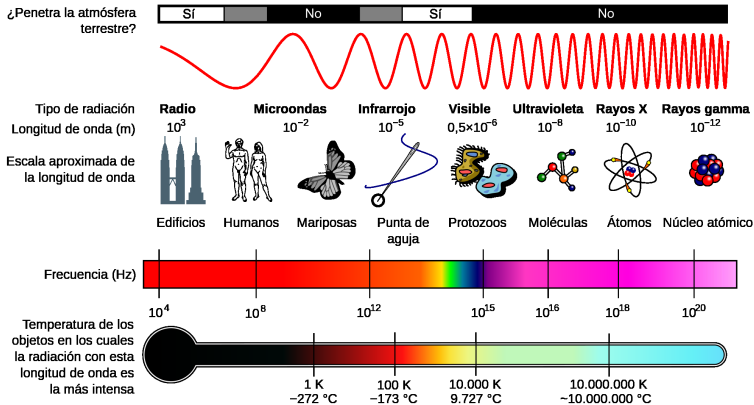 ¿Penetra la atmósfera
terrestre?
Sí No Sí No
Tipo de radiación Radio Microondas Infrarrojo Visible Ultravioleta Rayos X Rayos gamma
Longitud de onda (m) 10³ 10⁻² 10⁻⁵ 0,5×10⁻⁶ 10⁻⁸ 10⁻¹⁰ 10⁻¹²
Escala aproximada de
la longitud de onda
Edificios Humanos Mariposas Punta de aguja Protozoos Moléculas Átomos Núcleo atómico
Frecuencia (Hz)
10⁴ 10⁸ 10¹² 10¹⁵ 10¹⁶ 10¹⁸ 10²⁰
Temperatura de los
objetos en los cuales
la radiación con esta
longitud de onda es
la más intensa
1 K 100 K 10.000 K 10.000.000 K
−272 °C −173 °C 9.727 °C ~10.000.000 °C